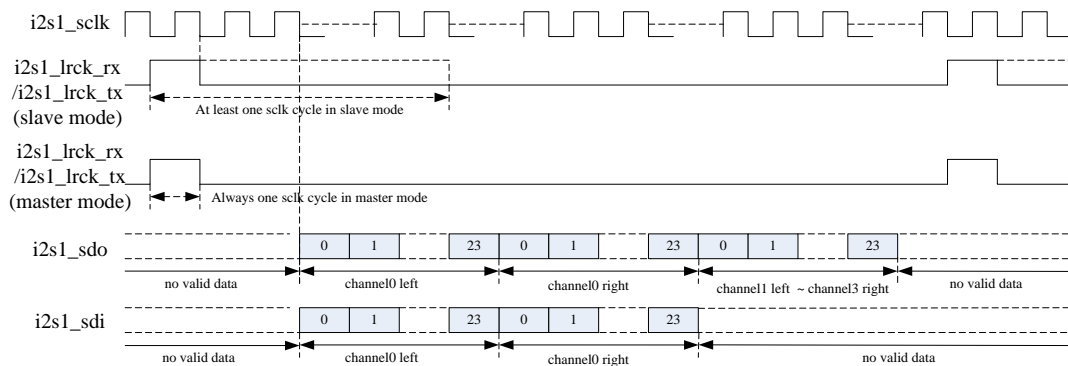 i2s1_sclk
i2s1_lrck_rx
/i2s1_lrck_tx
(slave mode)
At least one sclk cycle in slave mode
i2s1_lrck_rx
/i2s1_lrck_tx
(master mode)
Always one sclk cycle in master mode
i2s1_sdo
0 1 23 0 1 23 0 1 23
no valid data channel0 left channel0 right channel1 left ~ channel3 right no valid data
i2s1_sdi
0 1 23 0 1 23
no valid data channel0 left channel0 right no valid data